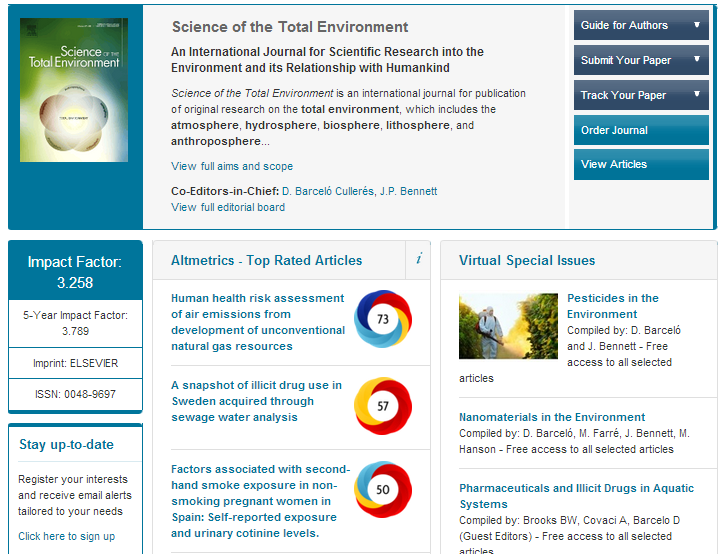 Science of the
Total Environment
Science of the Total Environment
An International Journal for Scientific Research into the
Environment and its Relationship with Humankind
Science of the Total Environment is an international journal for publication
of original research on the total environment, which includes the
atmosphere, hydrosphere, biosphere, lithosphere, and
anthroposphere...
View full aims and scope
Co-Editors-in-Chief: D. Barceló Cullerés, J.P. Bennett
View full editorial board
Guide for Authors
Submit Your Paper
Track Your Paper
Order Journal
View Articles
Impact Factor:
3.258
5-Year Impact Factor:
3.789
Imprint: ELSEVIER
ISSN: 0048-9697
Stay up-to-date
Register your interests
and receive email alerts
tailored to your needs
Click here to sign up
Altmetrics - Top Rated Articles
i
Human health risk assessment
of air emissions from
development of unconventional
natural gas resources
73
A snapshot of illicit drug use in
Sweden acquired through
sewage water analysis
57
Factors associated with second-
hand smoke exposure in non-
smoking pregnant women in
Spain: Self-reported exposure
and urinary cotinine levels.
50
Virtual Special Issues
Pesticides in the
Environment
Compiled by: D. Barceló
and J. Bennett - Free
access to all selected
articles
Nanomaterials in the Environment
Compiled by: D. Barceló, M. Farré, J. Bennett, M.
Hanson - Free access to all selected articles
Pharmaceuticals and Illicit Drugs in Aquatic
Systems
Compiled by: Brooks BW, Covaci A, Barcelo D
(Guest Editors) - Free access to all selected
articles